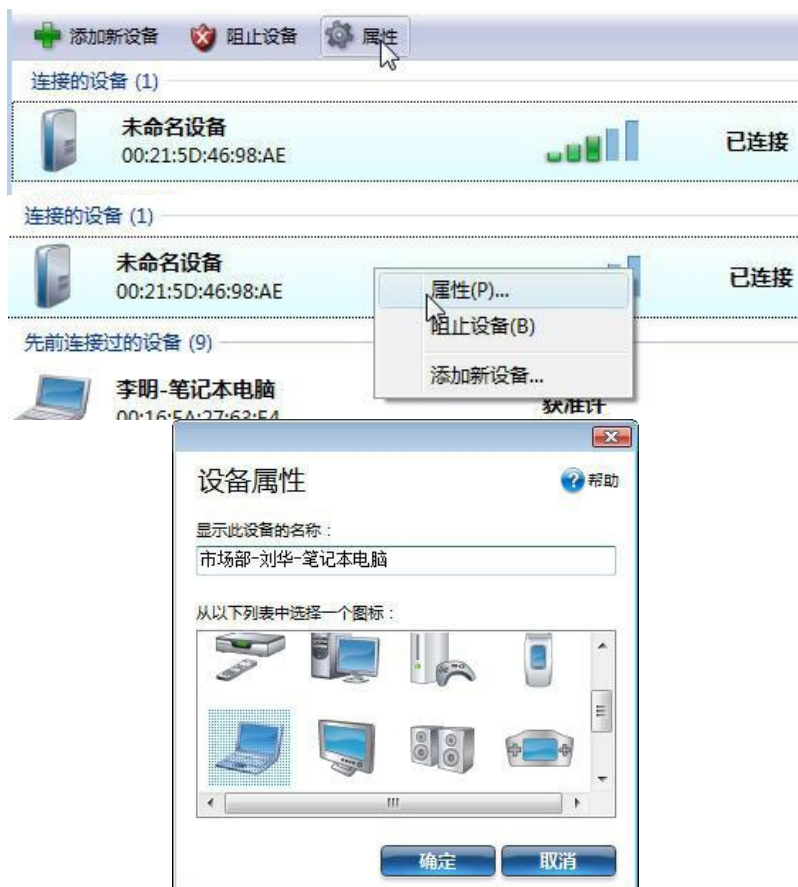 添加新设备 阻止设备 属性
连接的设备 (1)
未命名设备 已连接
00:21:5D:46:98:AE
连接的设备 (1)
未命名设备 已连接
00:21:5D:46:98:AE
属性(P)...
阻止设备(B)
添加新设备...
先前连接过的设备 (9)
李明-笔记本电脑
00:16:EA:27:63:E4
获准许
设备属性
帮助
显示此设备的名称：
市场部-刘华-笔记本电脑
从以下列表中选择一个图标：
确定 取消